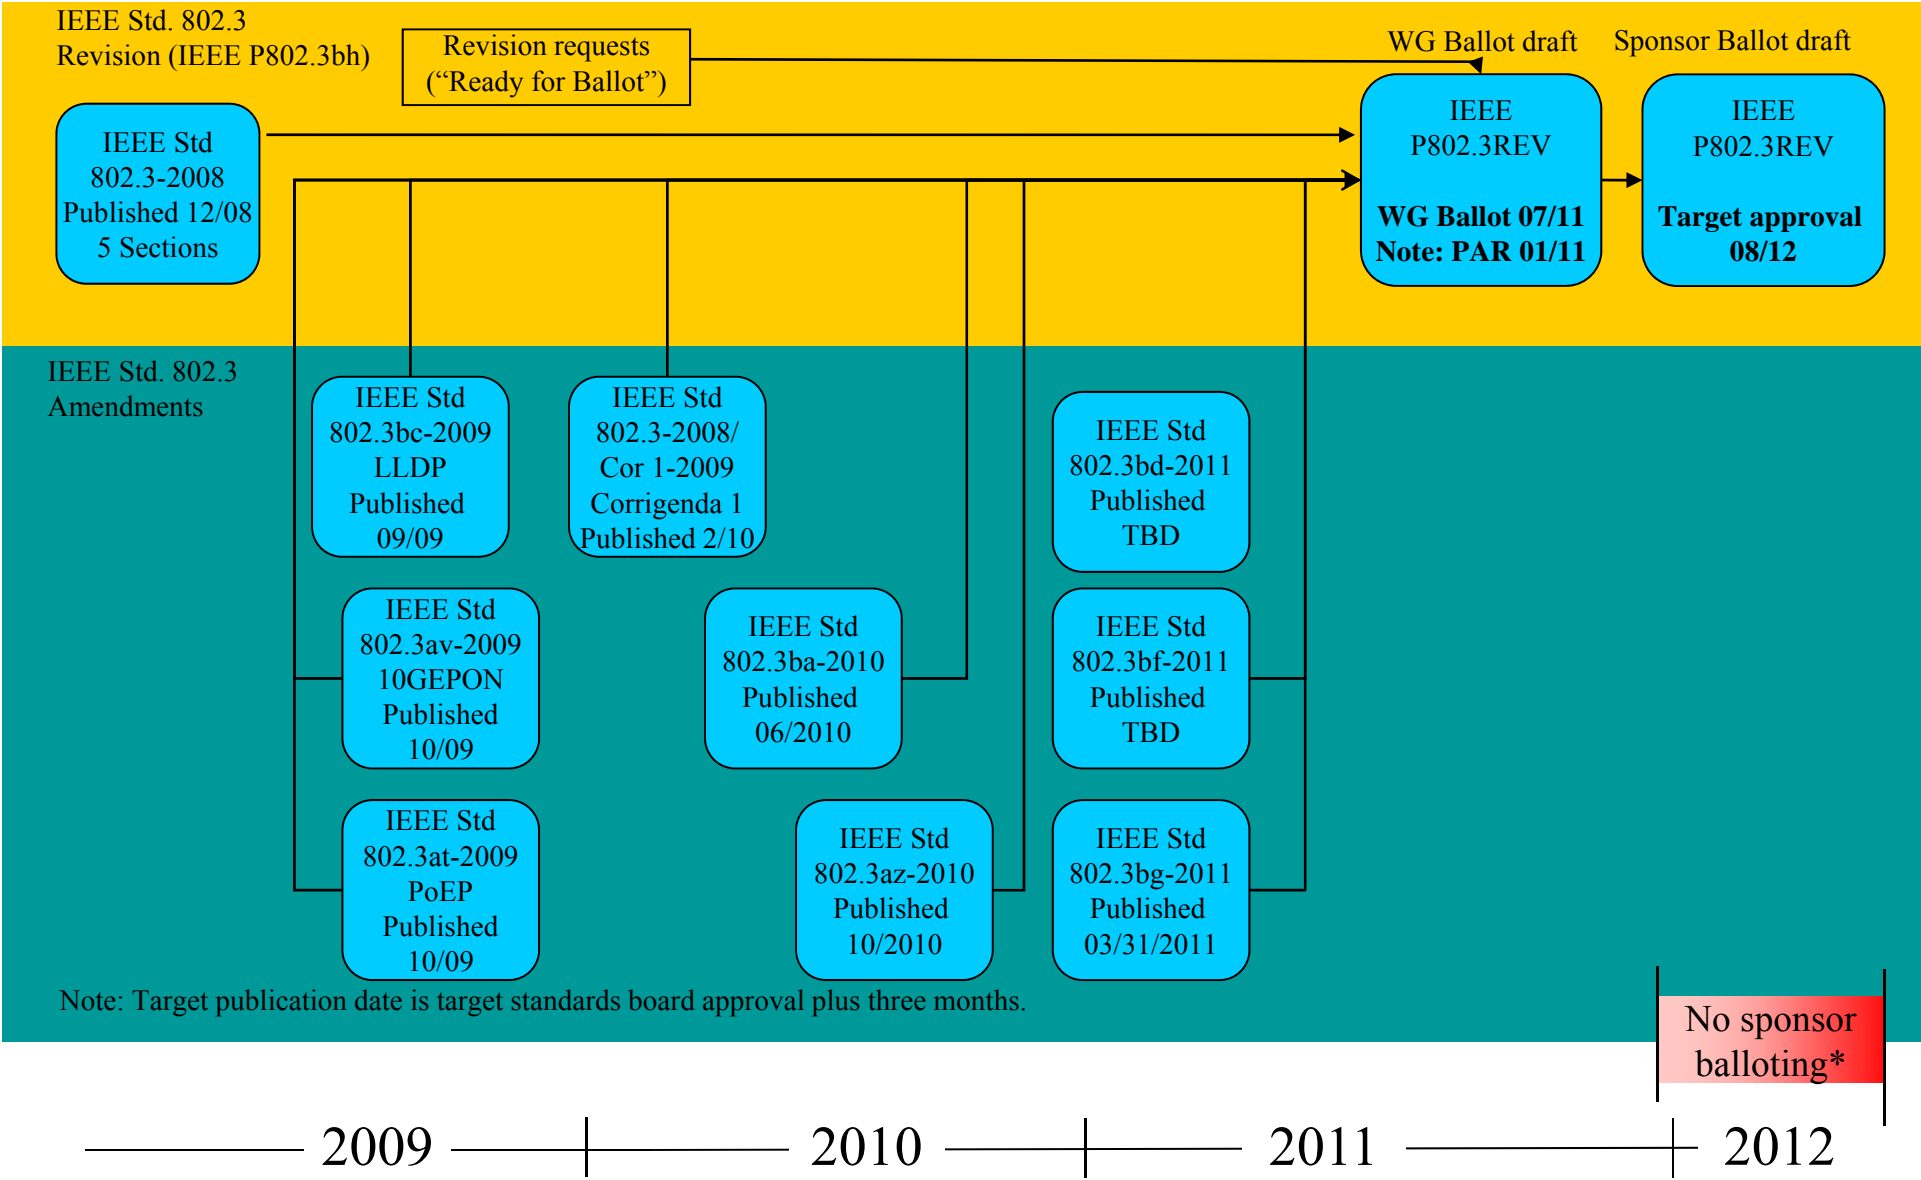 IEEE Std. 802.3
Revision (IEEE P802.3bh)
Revision requests
(“Ready for Ballot”)
WG Ballot draft
Sponsor Ballot draft
IEEE Std
802.3-2008
Published 12/08
5 Sections
IEEE
P802.3REV
WG Ballot 07/11
Note: PAR 01/11
IEEE
P802.3REV
Target approval
08/12
IEEE Std. 802.3
Amendments
IEEE Std
802.3bc-2009
LLDP
Published
09/09
IEEE Std
802.3-2008/
Cor 1-2009
Corrigenda 1
Published 2/10
IEEE Std
802.3bd-2011
Published
TBD
IEEE Std
802.3av-2009
10GEPON
Published
10/09
IEEE Std
802.3ba-2010
Published
06/2010
IEEE Std
802.3bf-2011
Published
TBD
IEEE Std
802.3at-2009
PoEP
Published
10/09
IEEE Std
802.3az-2010
Published
10/2010
IEEE Std
802.3bg-2011
Published
03/31/2011
Note: Target publication date is target standards board approval plus three months.
No sponsor
balloting*
2009
2010
2011
2012